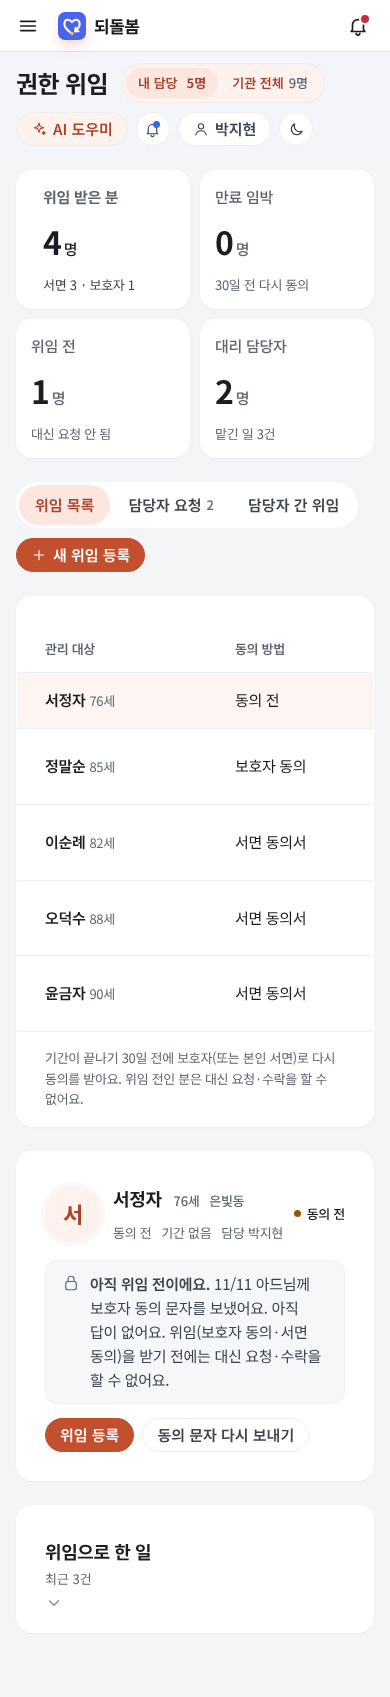 되돌봄
권한 위임
내 담당 5명 기관 전체 9명
AI 도우미 박지현
위임 받은 분
4명
서면 3 · 보호자 1
만료 임박
0명
30일 전 다시 동의
위임 전
1명
대신 요청 안 됨
대리 담당자
2명
맡긴 일 3건
위임 목록 담당자 요청 2 담당자 간 위임
+ 새 위임 등록
관리 대상 동의 방법
서정자 76세 동의 전
정말순 85세 보호자 동의
이순례 82세 서면 동의서
오덕수 88세 서면 동의서
윤금자 90세 서면 동의서
기간이 끝나기 30일 전에 보호자(또는 본인 서면)로 다시
동의를 받아요. 위임 전인 분은 대신 요청·수락을 할 수
없어요.
서
서정자 76세 은빛동
동의 전 기간 없음 담당 박지현
동의 전
아직 위임 전이에요. 11/11 아드님께
보호자 동의 문자를 보냈어요. 아직
답이 없어요. 위임(보호자 동의·서면
동의)을 받기 전에는 대신 요청·수락을
할 수 없어요.
위임 등록 동의 문자 다시 보내기
위임으로 한 일
최근 3건